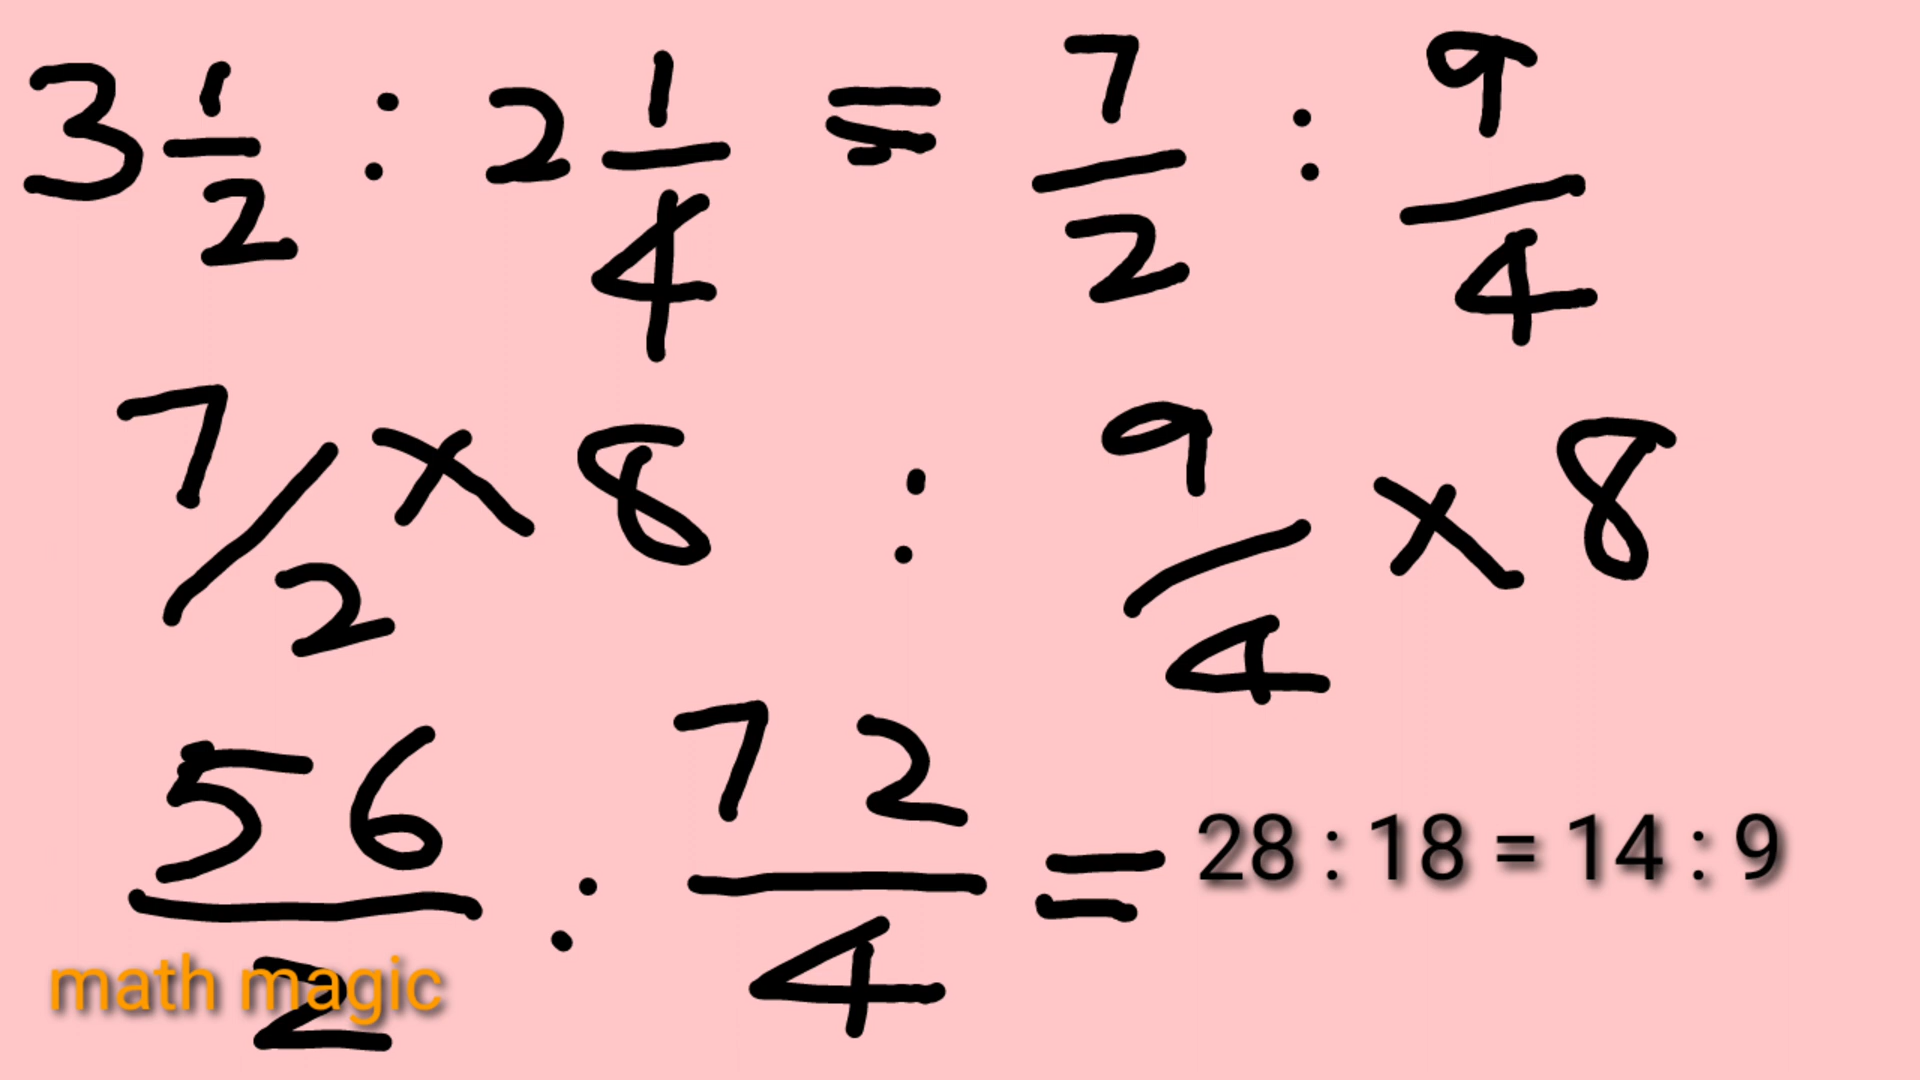 3 1/2 : 2 1/4 = 7/2 : 9/4
7/2 × 8 : 9/4 × 8
56/2 : 72/4 = 28 : 18 = 14 : 9
math magic